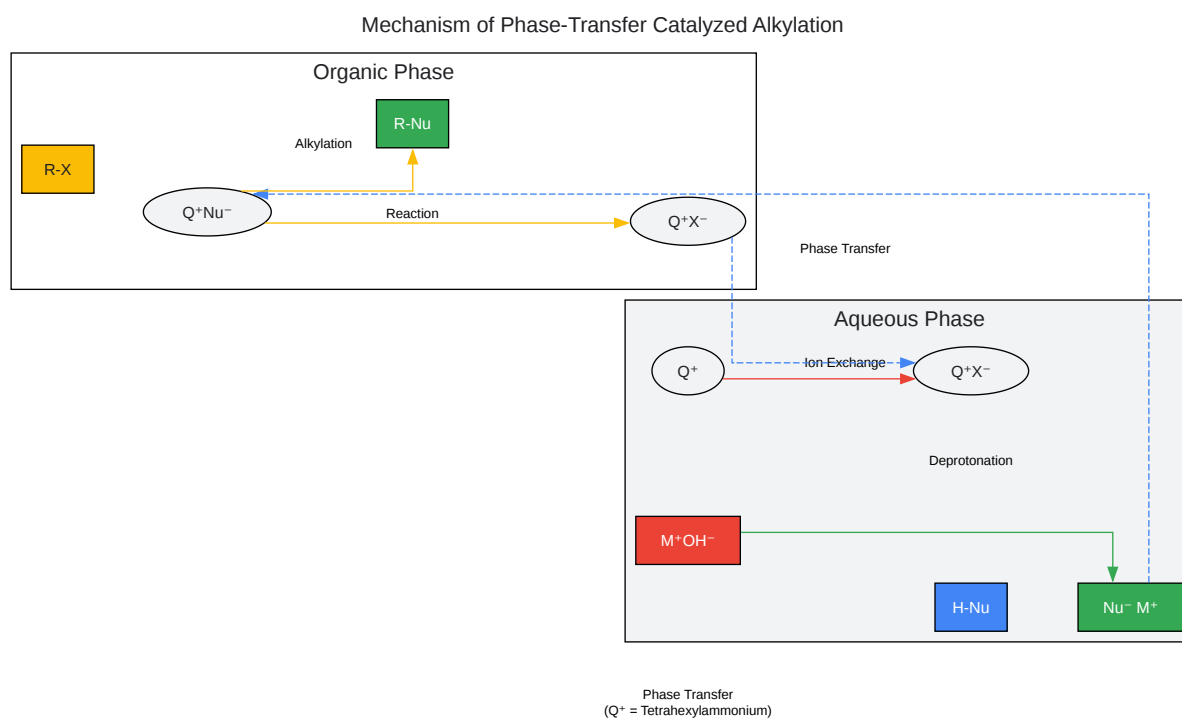 Mechanism of Phase-Transfer Catalyzed Alkylation
Organic Phase
R-Nu
Alkylation
R-X
Q⁺Nu⁻
Reaction
Q⁺X⁻
Phase Transfer
Aqueous Phase
Ion Exchange
Q⁺
Q⁺X⁻
Deprotonation
M⁺OH⁻
H-Nu
Nu⁻ M⁺
Phase Transfer
(Q⁺ = Tetrahexylammonium)